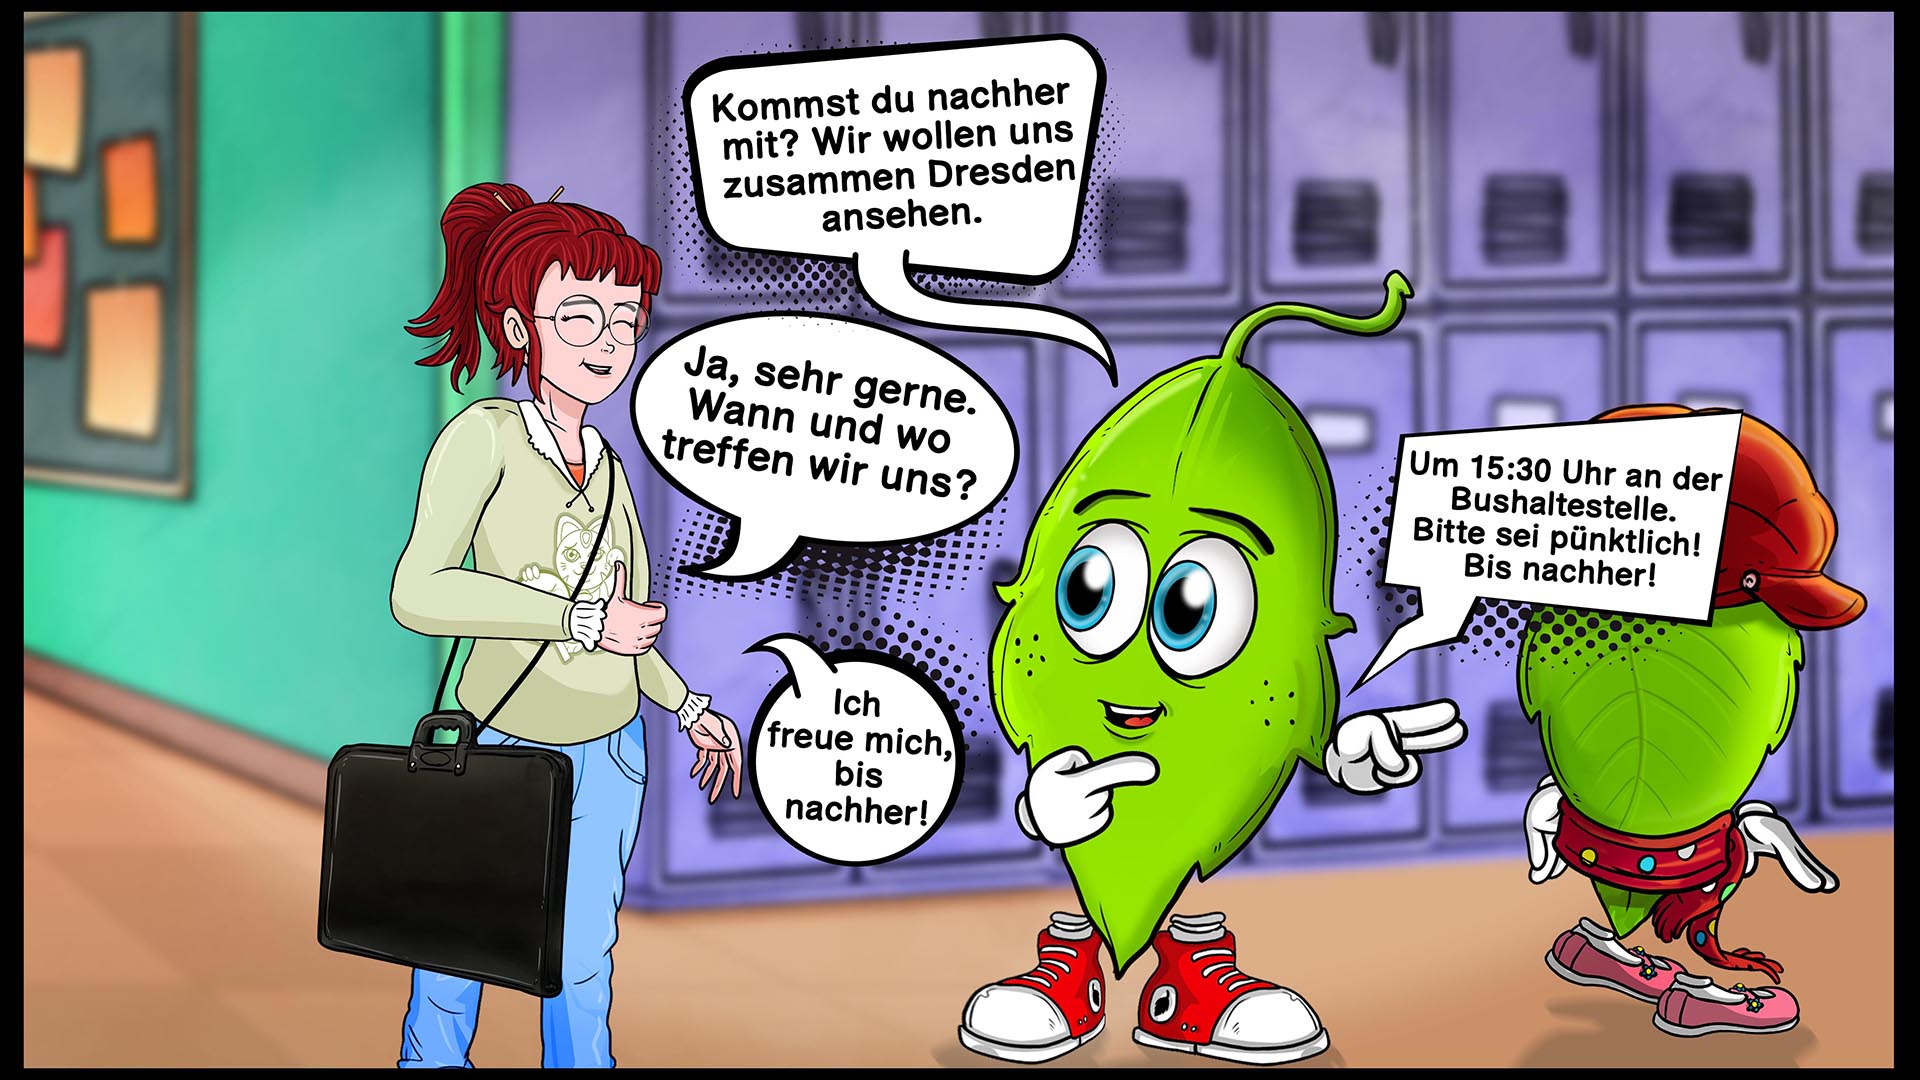 Kommst du nachher
mit? Wir wollen uns
zusammen Dresden
ansehen.
Ja, sehr gerne.
Wann und wo
treffen wir uns?
Um 15:30 Uhr an der
Bushaltestelle.
Bitte sei pünktlich!
Bis nachher!
Ich
freue mich,
bis
nachher!